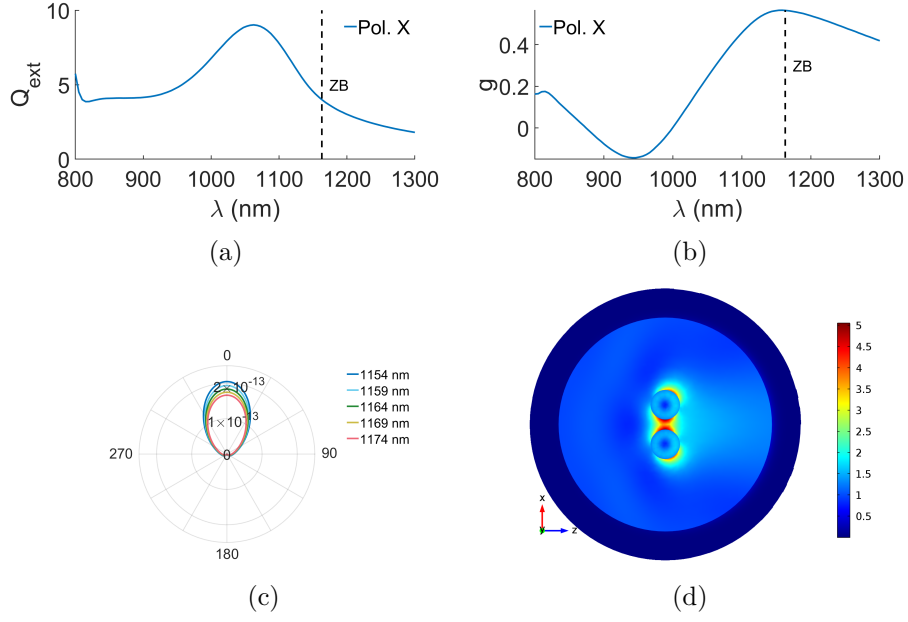 10
5
0
Q_ext
Pol. X
ZB
800 900 1000 1100 1200 1300
λ (nm)
(a)
0.4
0.2
0
g
Pol. X
ZB
800 900 1000 1100 1200 1300
λ (nm)
(b)
0
2×10^-13
1×10^-13
0
270
90
180
1154 nm
1159 nm
1164 nm
1169 nm
1174 nm
(c)
5
4.5
4
3.5
3
2.5
2
1.5
1
0.5
x
y
z
(d)